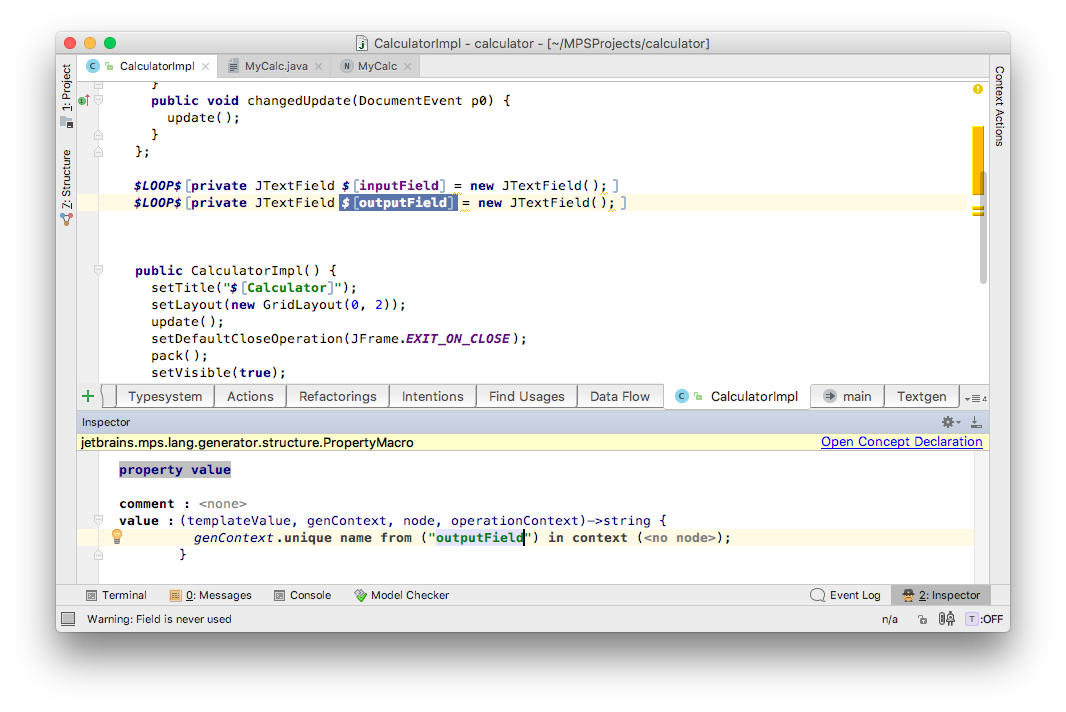 CalculatorImpl - calculator - [~/MPSProjects/calculator]
C CalculatorImpl MyCalc.java N MyCalc
1: Project
Z: Structure
Context Actions
}
public void changedUpdate(DocumentEvent p0) {
update();
}
};
$LOOP$[private JTextField $[inputField] = new JTextField();]
$LOOP$[private JTextField $[outputField] = new JTextField();]
public CalculatorImpl() {
setTitle("$[Calculator]");
setLayout(new GridLayout(0, 2));
update();
setDefaultCloseOperation(JFrame.EXIT_ON_CLOSE);
pack();
setVisible(true);
+ Typesystem Actions Refactorings Intentions Find Usages Data Flow C CalculatorImpl main Textgen 4
Inspector
jetbrains.mps.lang.generator.structure.PropertyMacro Open Concept Declaration
property value
comment : <none>
value : (templateValue, genContext, node, operationContext)->string {
genContext.unique name from ("outputField") in context (<no node>);
}
Terminal 0: Messages Console Model Checker Event Log 2: Inspector
Warning: Field is never used n/a T :OFF